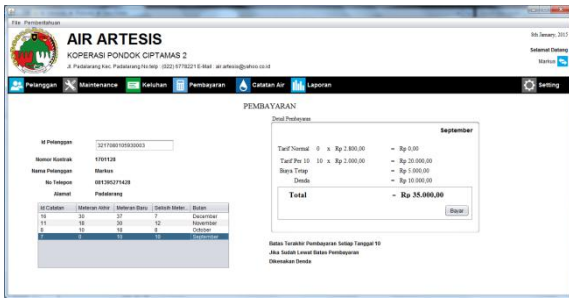 File Pemberitahuan
AIR ARTESIS
KOPERASI PONDOK CIPTAMAS 2
Jl. Padalarang Kec. Padalarang No telp : (022) 6778221 E-Mail : air.artesis@yahoo.co.id
8th January, 2015
Selamat Datang
Markus
Pelanggan Maintenance Keluhan Pembayaran Catatan Air Laporan Setting
PEMBAYARAN
Detail Pembayaran
September
Id Pelanggan 3217080105930003
Nomor Kontrak 1701128
Nama Pelanggan Markus
No Telepon 081395271428
Alamat Padalarang
Tarif Normal 0 x Rp 2.800,00 = Rp 0,00
Tarif Per 10 10 x Rp 2.000,00 = Rp 20.000,00
Biaya Tetap = Rp 5.000,00
Denda = Rp 10.000,00
Total = Rp 35.000,00
Bayar
Id Catatan Meteran Akhir Meteran Baru Selisih Meter... Bulan
16 30 37 7 December
11 18 30 12 November
8 10 18 8 October
7 0 10 10 September
Batas Terakhir Pembayaran Setiap Tanggal 10
Jika Sudah Lewat Batas Pembayaran
Dikenakan Denda